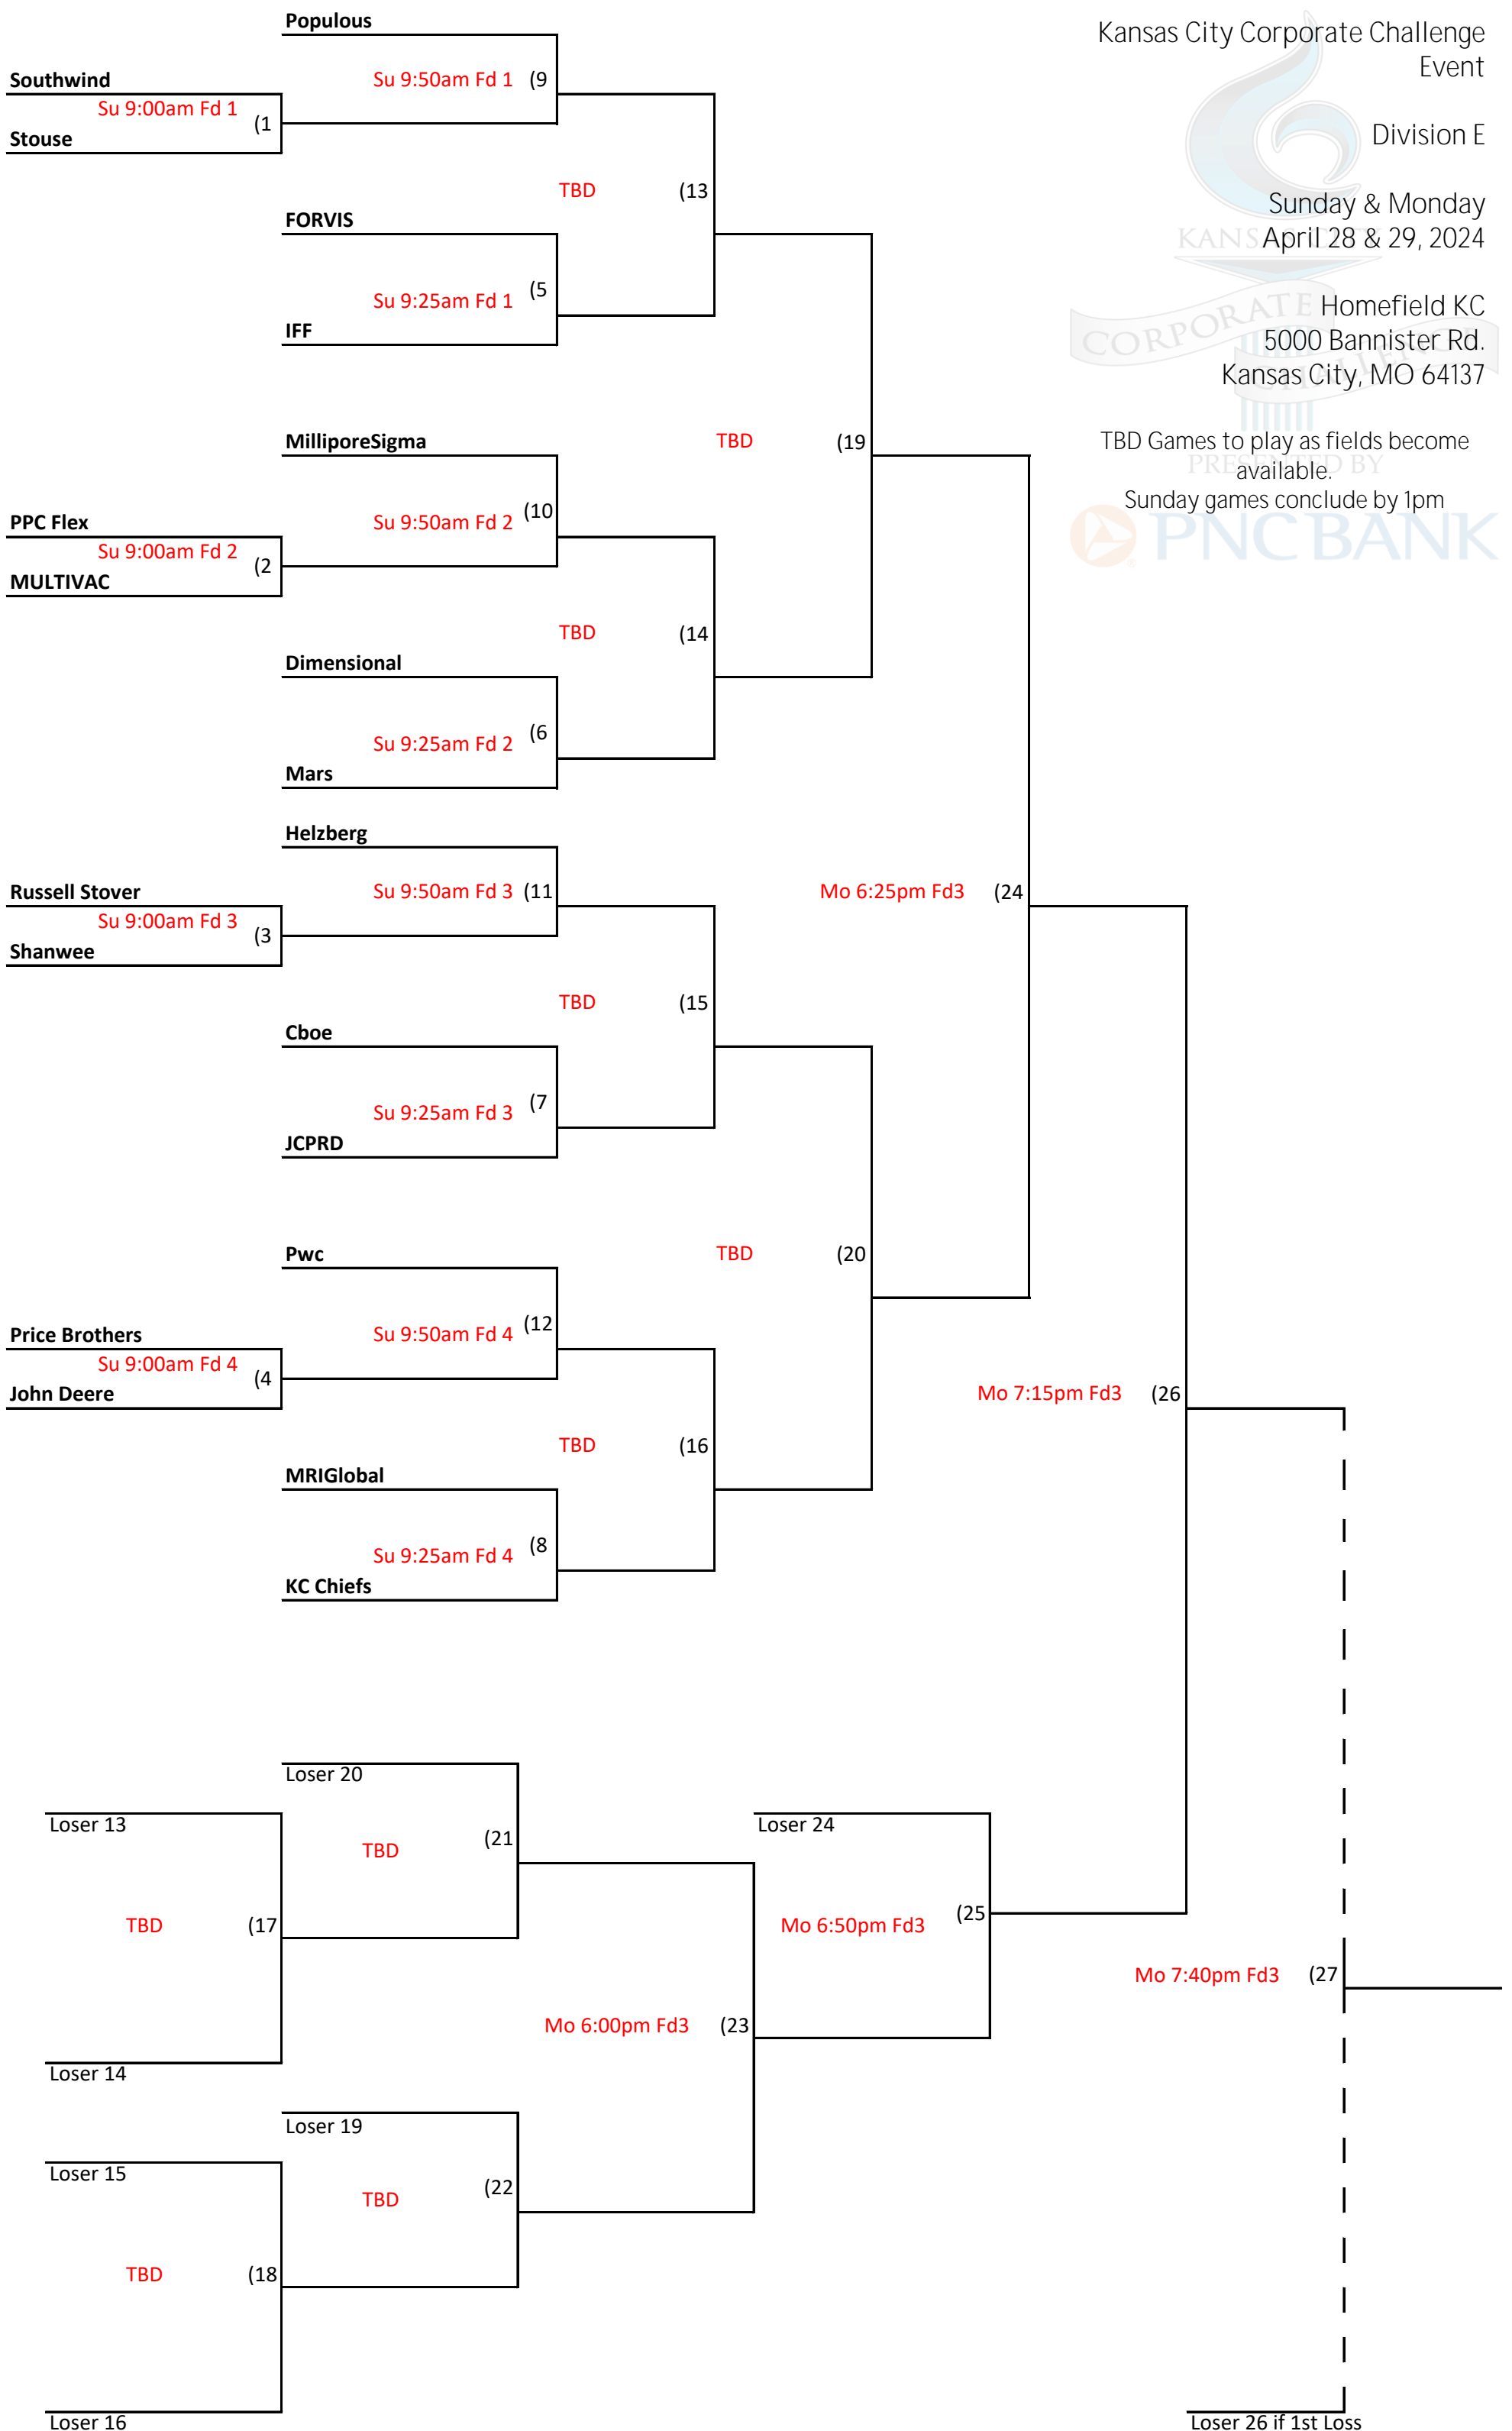 Populous
Kansas City Corporate Challenge
Event
Southwind
Su 9:50am Fd 1 (9
Su 9:00am Fd 1 (1
Stouse
Division E
TBD (13
FORVIS
Sunday & Monday
April 28 & 29, 2024
KANSAS CITY
Su 9:25am Fd 1 (5
IFF
CORPORATE
CHALLENGE
Homefield KC
5000 Bannister Rd.
Kansas City, MO 64137
MilliporeSigma
TBD (19
TBD Games to play as fields become
available.
PRESENTED BY
Sunday games conclude by 1pm
PNC BANK
PPC Flex
Su 9:50am Fd 2 (10
Su 9:00am Fd 2 (2
MULTIVAC
TBD (14
Dimensional
Su 9:25am Fd 2 (6
Mars
Helzberg
Russell Stover
Su 9:50am Fd 3 (11
Mo 6:25pm Fd3 (24
Su 9:00am Fd 3 (3
Shanwee
TBD (15
Cboe
Su 9:25am Fd 3 (7
JCPRD
Pwc
TBD (20
Price Brothers
Su 9:50am Fd 4 (12
Su 9:00am Fd 4 (4
John Deere
Mo 7:15pm Fd3 (26
TBD (16
MRIGlobal
Su 9:25am Fd 4 (8
KC Chiefs
Loser 20
Loser 13
Loser 24
TBD (21
TBD (17
Mo 6:50pm Fd3 (25
Mo 7:40pm Fd3 (27
Mo 6:00pm Fd3 (23
Loser 14
Loser 19
Loser 15
TBD (22
TBD (18
Loser 16
Loser 26 if 1st Loss